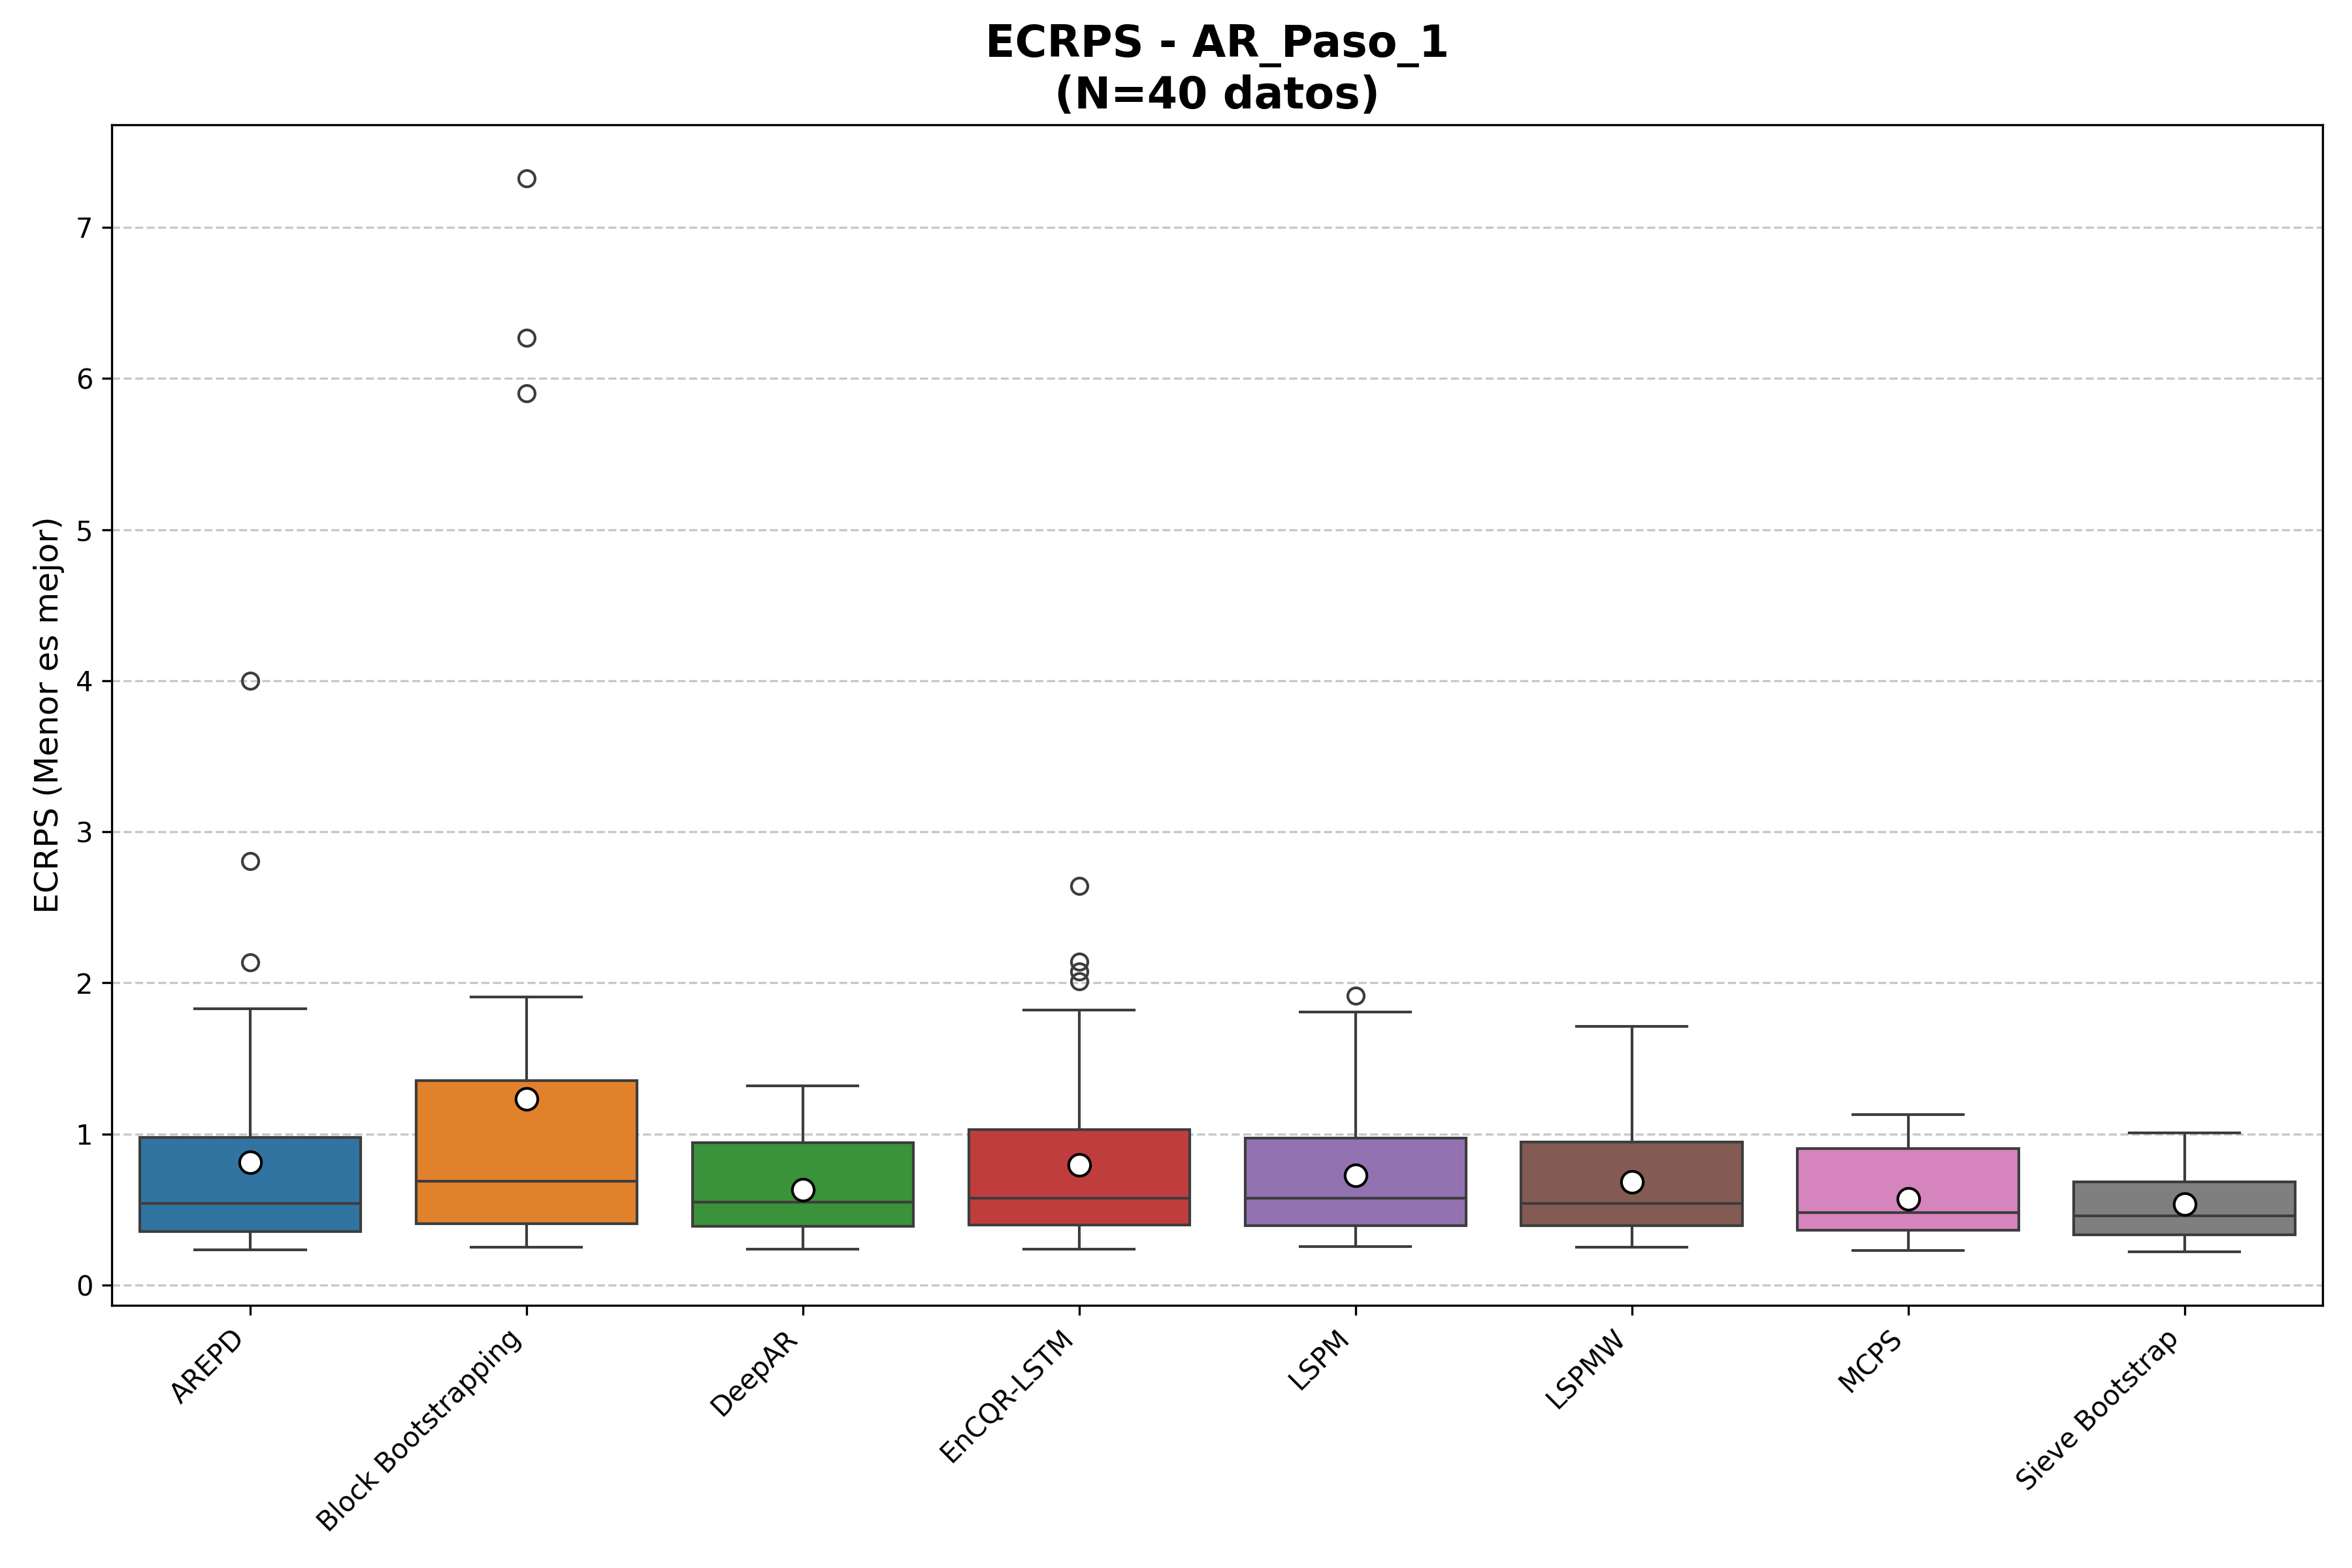 ECRPS - AR_Paso_1
(N=40 datos)
ECRPS (Menor es mejor)
7
6
5
4
3
2
1
0
AREPD
Block Bootstrapping
DeepAR
EnCQR-LSTM
LSPM
LSPMW
MCPS
Sieve Bootstrap